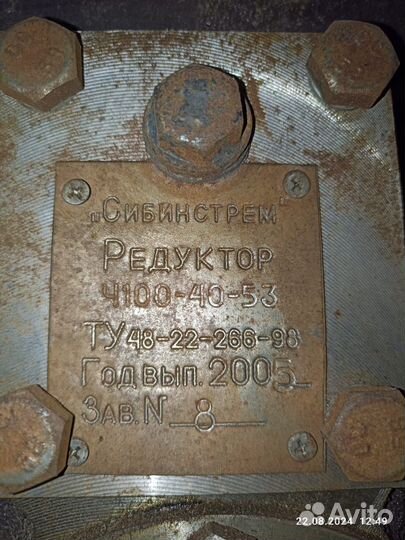 „Сибинстрем"
Редуктор
Ч100-40-53
ТУ48-22-266-98
Год вып. 2005
Зав. N 8
22.08.2024 12:49
Avito